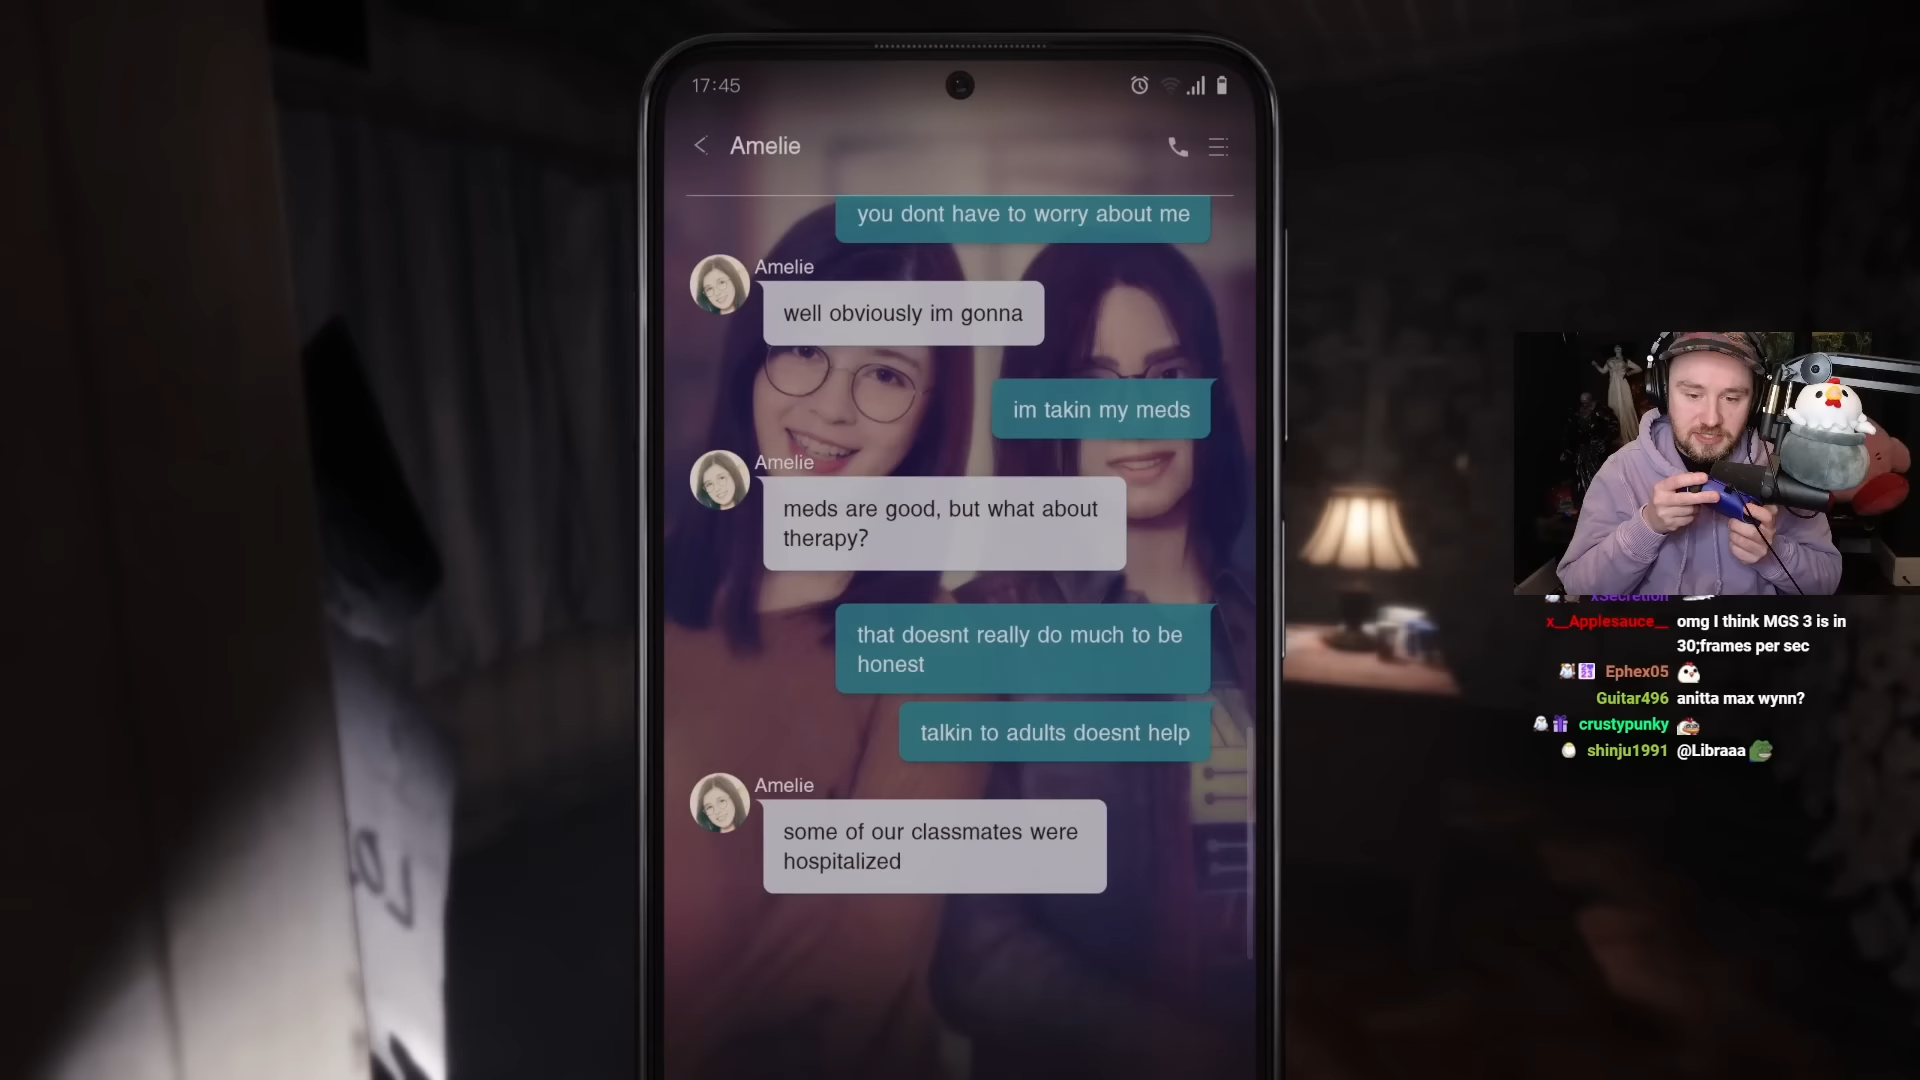 17:45
Amelie
you dont have to worry about me
Amelie
well obviously im gonna
im takin my meds
Amelie
meds are good, but what about
therapy?
that doesnt really do much to be
honest
talkin to adults doesnt help
Amelie
some of our classmates were
hospitalized
xSecretion
x__Applesauce__ omg I think MGS 3 is in
30;frames per sec
Ephex05
Guitar496 anitta max wynn?
crustypunky
shinju1991 @Libraaa